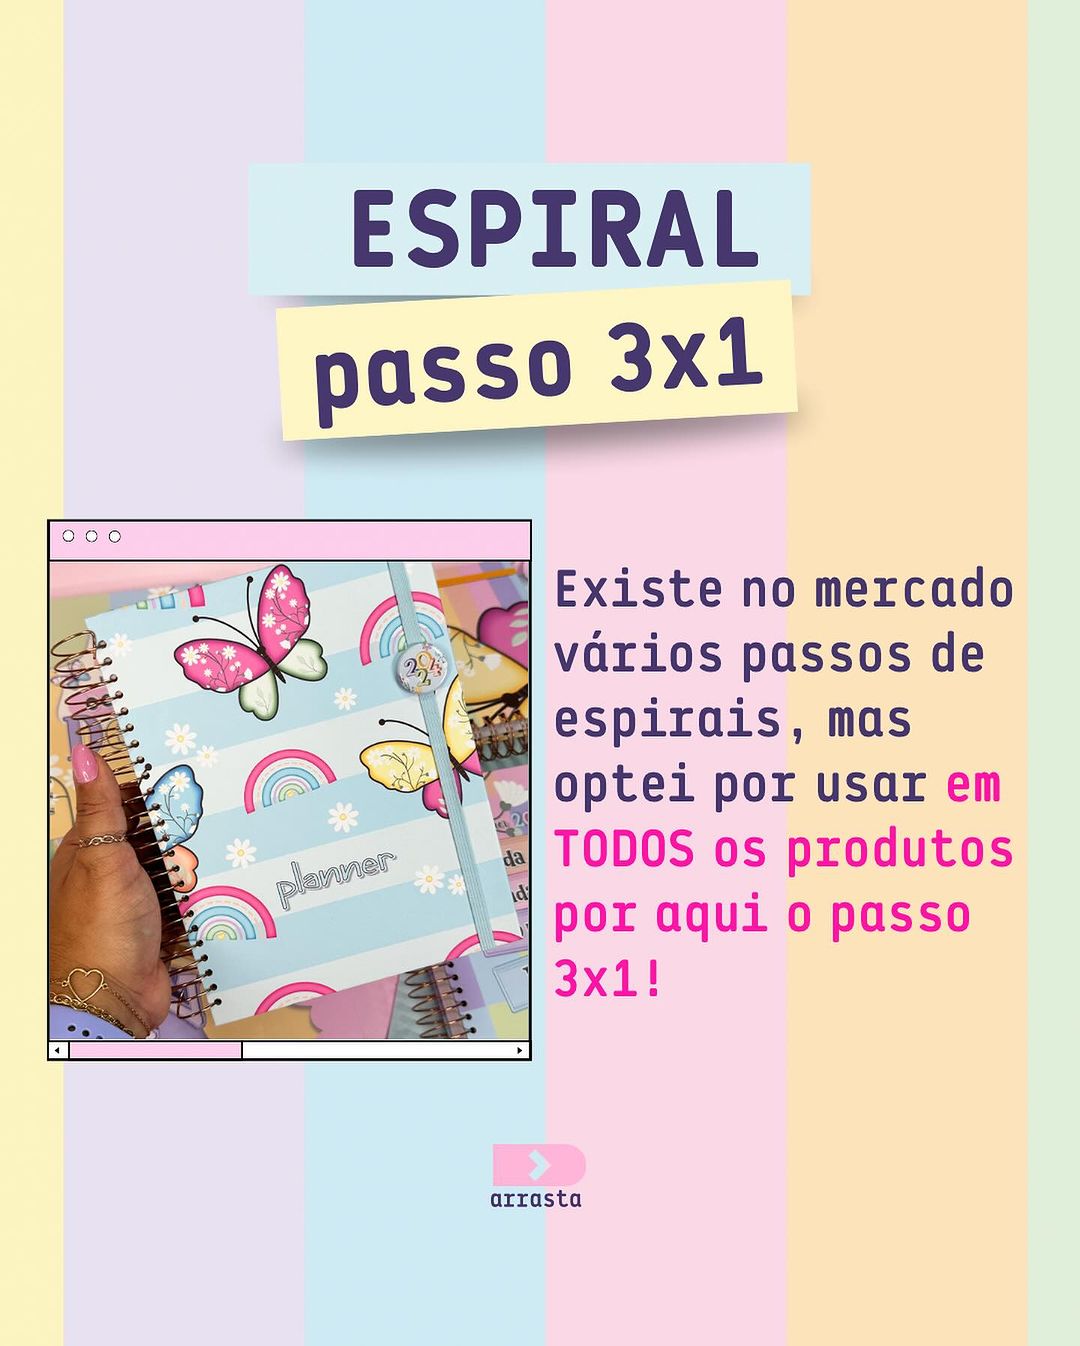 ESPIRAL
passo 3x1
planner
da
Existe no mercado
vários passos de
espirais, mas
optei por usar em
TODOS os produtos
por aqui o passo
3x1!
arrasta